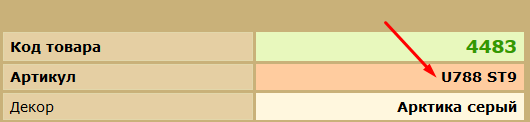 Код товара 4483
Артикул U788 ST9
Декор Арктика серый